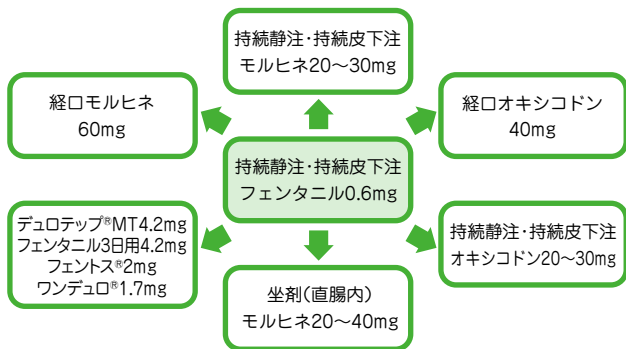 持続静注・持続皮下注
モルヒネ20～30mg
経口モルヒネ
60mg
経口オキシコドン
40mg
持続静注・持続皮下注
フェンタニル0.6mg
デュロテップ®MT4.2mg
フェンタニル3日用4.2mg
フェントス®2mg
ワンデュロ®1.7mg
持続静注・持続皮下注
オキシコドン20～30mg
坐剤(直腸内)
モルヒネ20～40mg